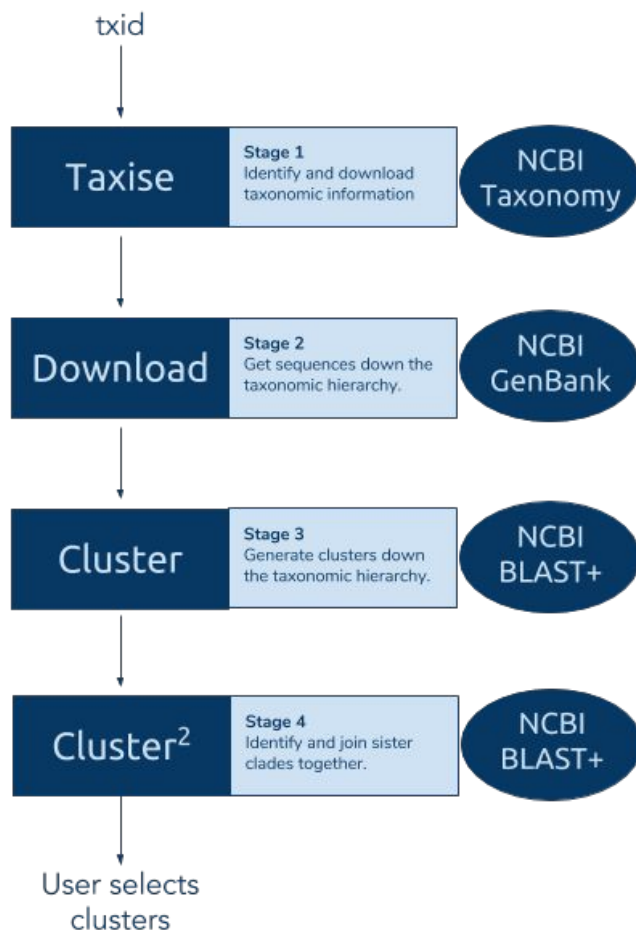 txid
Taxise
Stage 1
Identify and download
taxonomic information
NCBI
Taxonomy
Download
Stage 2
Get sequences down the
taxonomic hierarchy.
NCBI
GenBank
Cluster
Stage 3
Generate clusters down
the taxonomic hierarchy.
NCBI
BLAST+
Cluster²
Stage 4
Identify and join sister
clades together.
NCBI
BLAST+
User selects
clusters